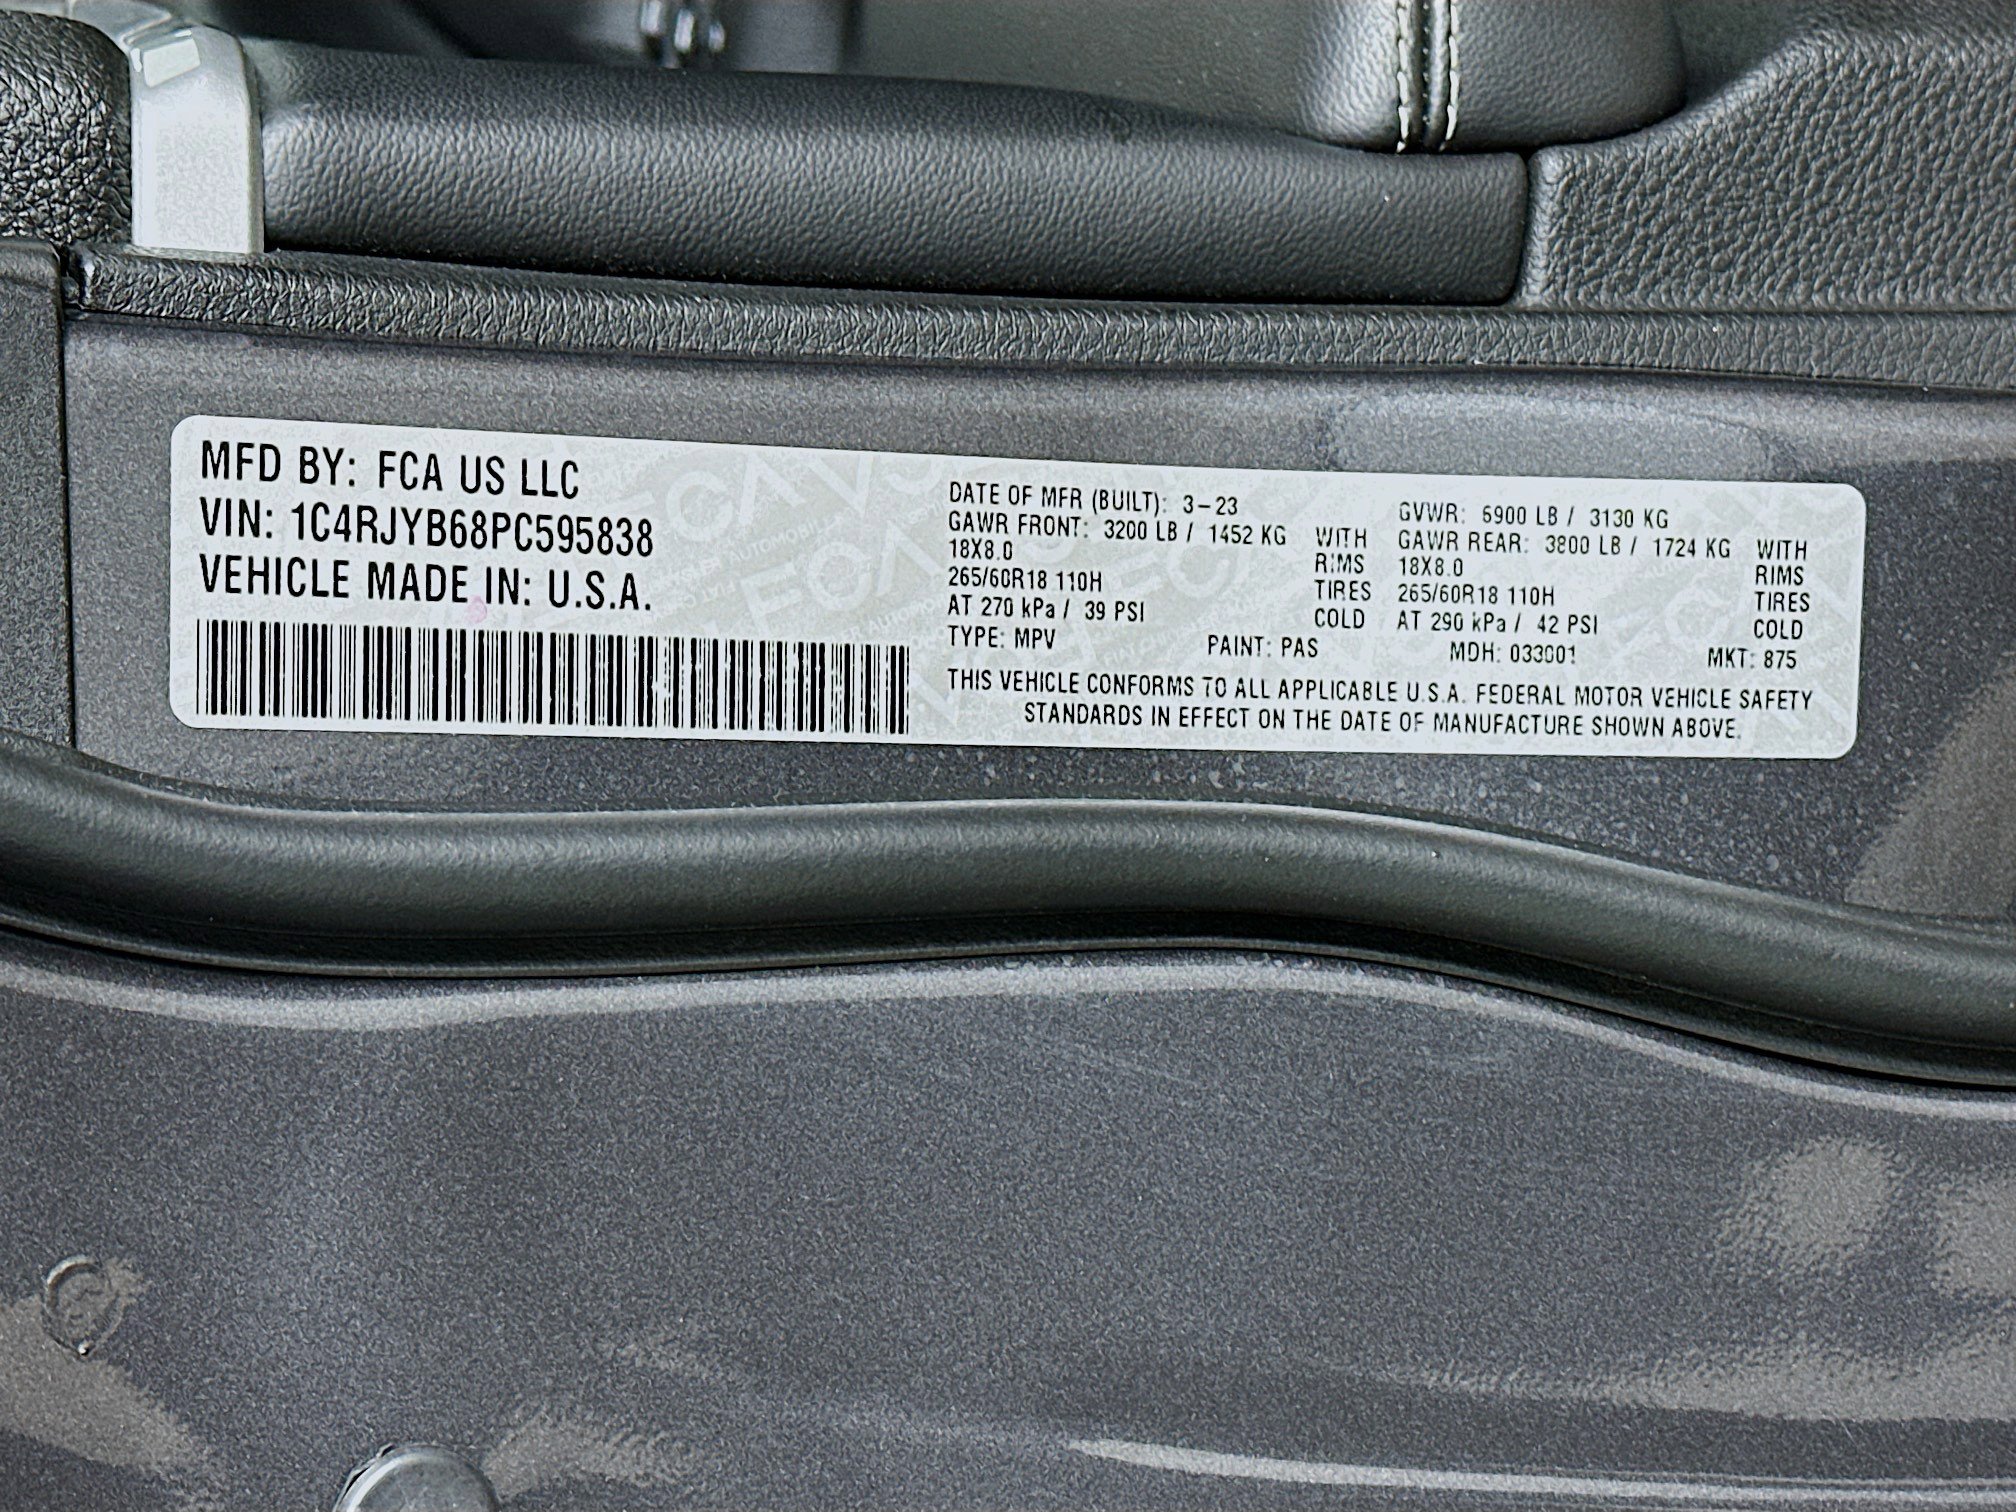 MFD BY: FCA US LLC
VIN: 1C4RJYB68PC595838
VEHICLE MADE IN: U.S.A.
DATE OF MFR (BUILT): 3-23
GAWR FRONT: 3200 LB / 1452 KG WITH
18X8.0 RIMS
265/60R18 110H TIRES
AT 270 kPa / 39 PSI COLD
GVWR: 6900 LB / 3130 KG
GAWR REAR: 3800 LB / 1724 KG WITH
18X8.0 RIMS
265/60R18 110H TIRES
AT 290 kPa / 42 PSI COLD
TYPE: MPV PAINT: PAS MDH: 033001 MKT: 875
THIS VEHICLE CONFORMS TO ALL APPLICABLE U.S.A. FEDERAL MOTOR VEHICLE SAFETY
STANDARDS IN EFFECT ON THE DATE OF MANUFACTURE SHOWN ABOVE.